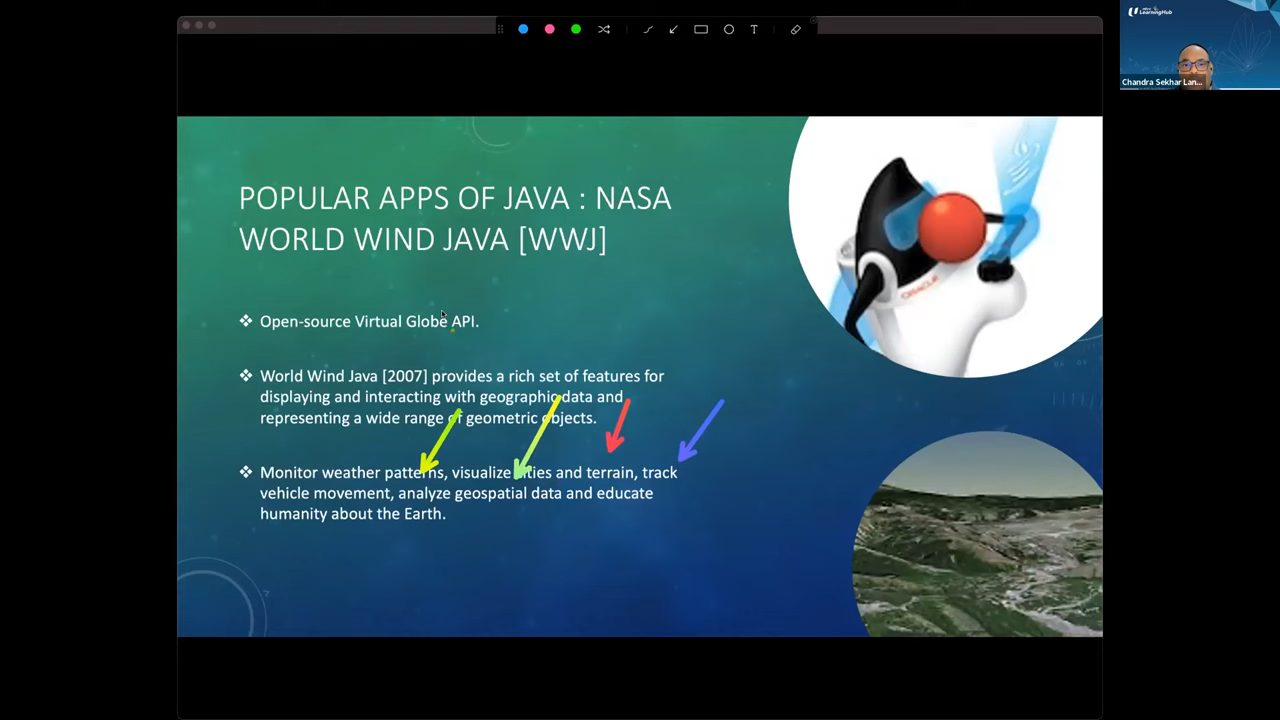 LearningHub
Chandra Sekhar Lan...
T
POPULAR APPS OF JAVA : NASA
WORLD WIND JAVA [WWJ]
❖ Open-source Virtual Globe API.
❖ World Wind Java [2007] provides a rich set of features for
displaying and interacting with geographic data and
representing a wide range of geometric objects.
❖ Monitor weather patterns, visualize cities and terrain, track
vehicle movement, analyze geospatial data and educate
humanity about the Earth.
ORACLE